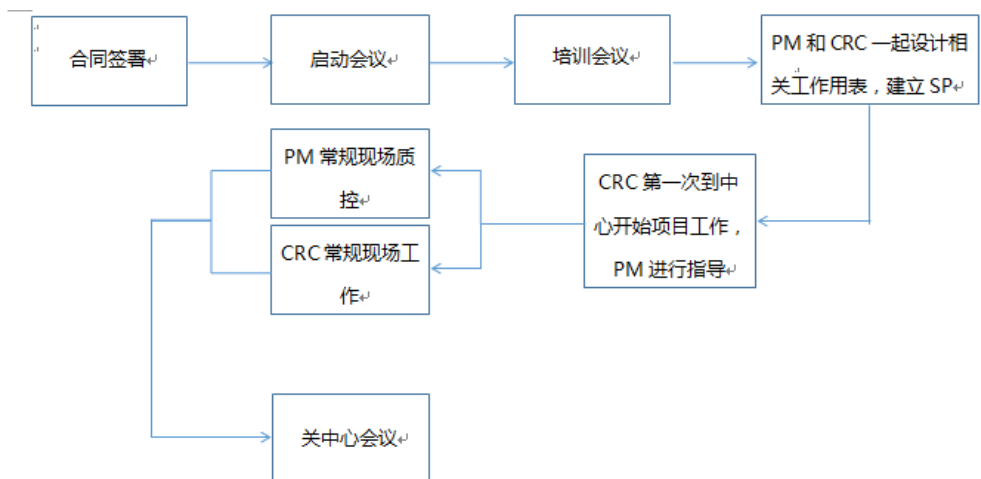 合同签署
启动会议
培训会议
PM 和 CRC 一起设计相
关工作用表，建立 SP
CRC 第一次到中
心开始项目工作，
PM 进行指导
PM 常规现场质
控
CRC 常规现场工
作
关中心会议